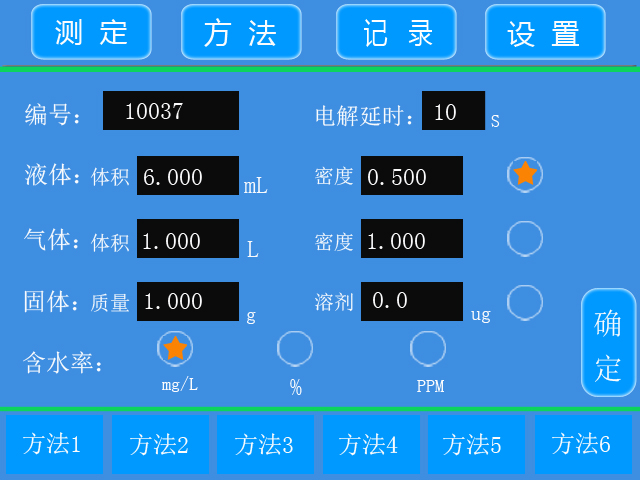 测 定 方 法 记 录 设 置
编号: 10037 电解延时: 10 S
液体: 体积 6.000 mL 密度 0.500
气体: 体积 1.000 L 密度 1.000
固体: 质量 1.000 g 溶剂 0.0 ug
确定
含水率: mg/L % PPM
方法1 方法2 方法3 方法4 方法5 方法6